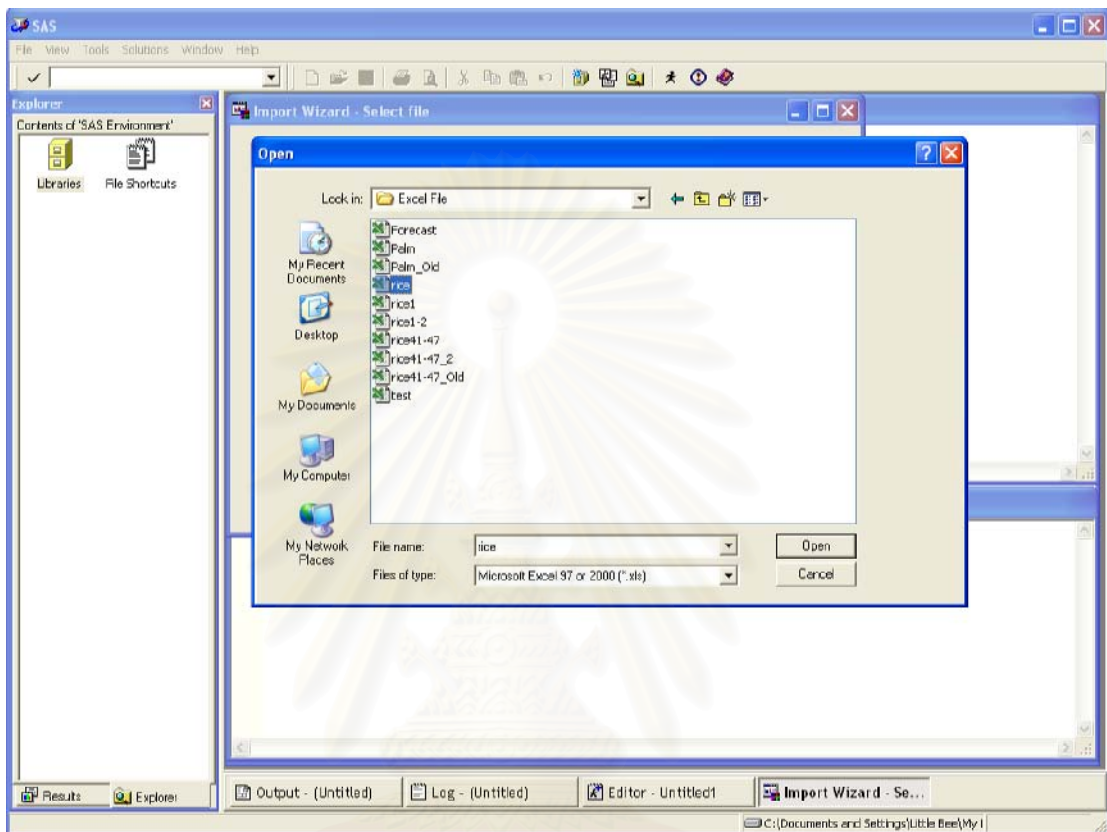 SAS
File View Tools Solutions Window Help
Explorer
Contents of 'SAS Environment'
Libraries
File Shortcuts
Import Wizard - Select file
Open
Look in:
Excel File
My Recent Documents
Desktop
My Documents
My Computer
My Network Places
Forecast
Palm
Palm_Old
rice
rice1
rice1-2
rice41-47
rice41-47_2
rice41-47_Old
test
File name:
rice
Open
Files of type:
Microsoft Excel 97 or 2000 (*.xls)
Cancel
Results
Explorer
Output - (Untitled)
Log - (Untitled)
Editor - Untitled1
Import Wizard - Se...
C:\Documents and Settings\Little Bee\My